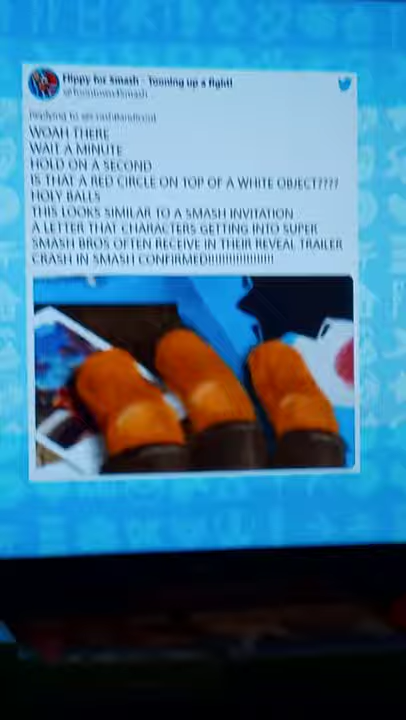 Flippy for Smash - Tooning up a fight!
Replying to
WOAH THERE
WAIT A MINUTE
HOLD ON A SECOND
IS THAT A RED CIRCLE ON TOP OF A WHITE OBJECT????
HOLY BALLS
THIS LOOKS SIMILAR TO A SMASH INVITATION
A LETTER THAT CHARACTERS GETTING INTO SUPER
SMASH BROS OFTEN RECEIVE IN THEIR REVEAL TRAILER
CRASH IN SMASH CONFIRMED!!!!!!!!!!!!!!!!!!!